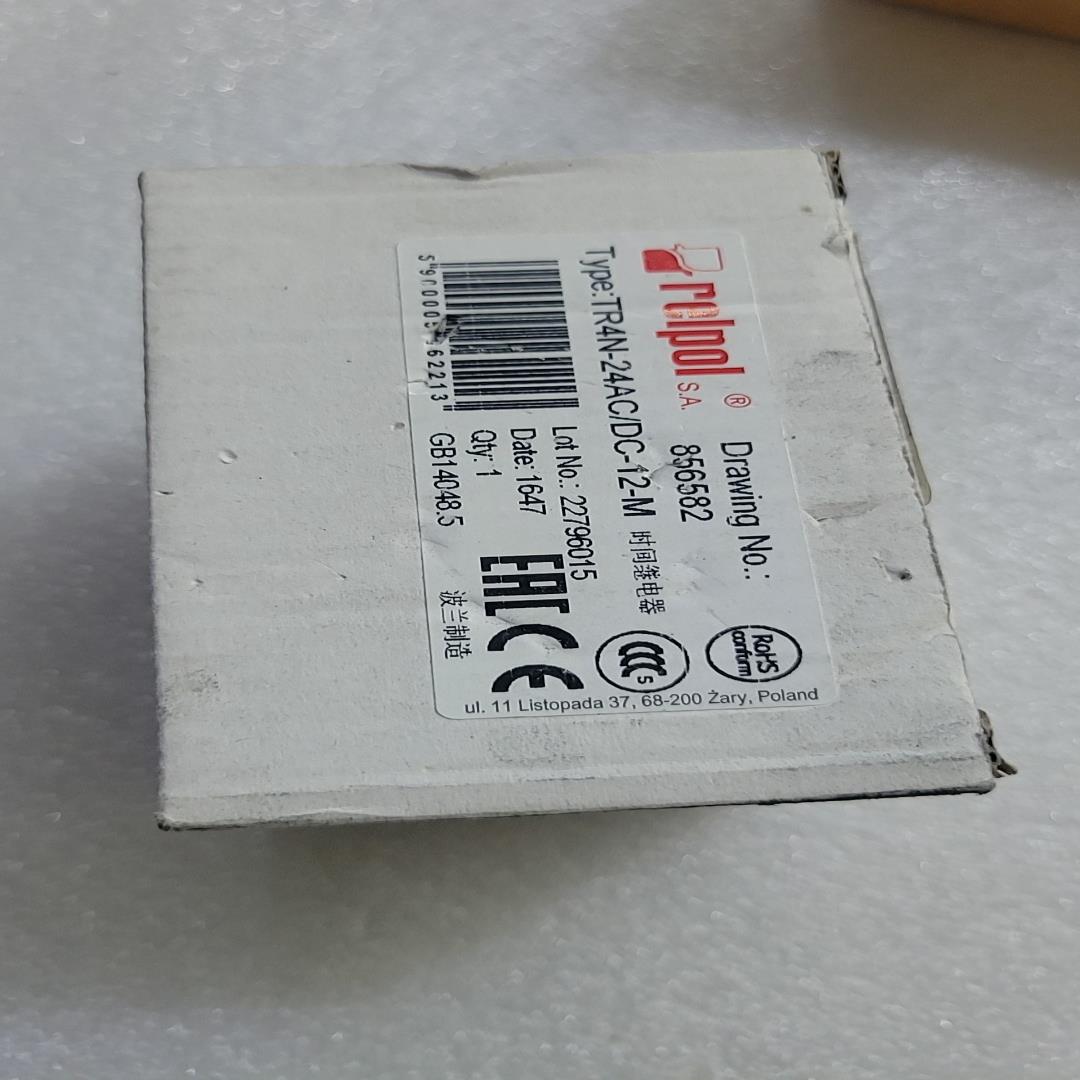 relpol ®
S.A.
Drawing No.:
856582
Type:TR4N-24AC/DC-12-M 时间继电器
Lot No.: 22796015
Date: 1647
Qty: 1
GB14048.5
波兰制造
62213
EAC
CE
CCC
S
RoHS
conform
ul. 11 Listopada 37, 68-200 Żary, Poland